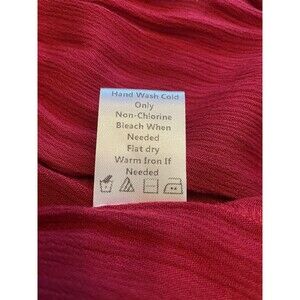 Hand Wash Cold
Only
Non-Chlorine
Bleach When
Needed
Flat dry
Warm Iron If
Needed